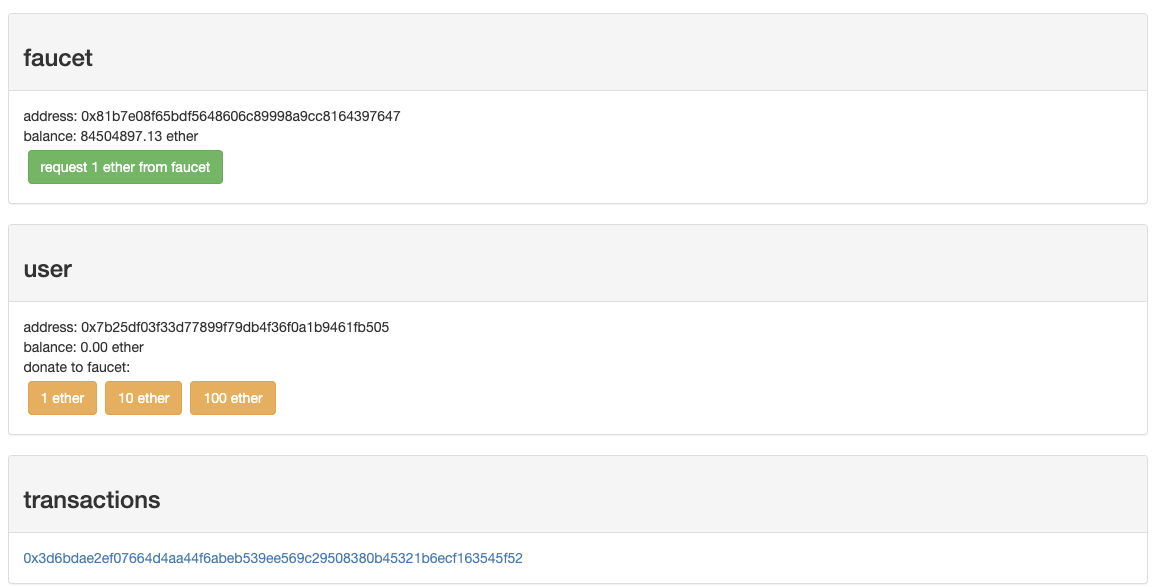 faucet
address: 0x81b7e08f65bdf5648606c89998a9cc8164397647
balance: 84504897.13 ether
request 1 ether from faucet
user
address: 0x7b25df03f33d77899f79db4f36f0a1b9461fb505
balance: 0.00 ether
donate to faucet:
1 ether 10 ether 100 ether
transactions
0x3d6bdae2ef07664d4aa44f6abeb539ee569c29508380b45321b6ecf163545f52